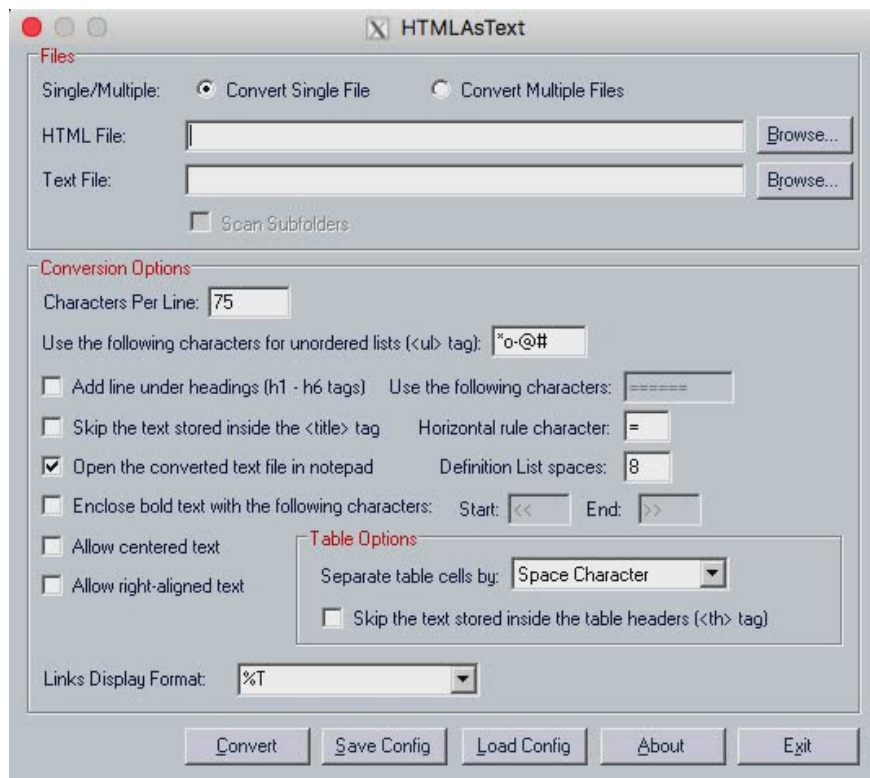 HTMLAsText
Files
Single/Multiple: Convert Single File Convert Multiple Files
HTML File: Browse...
Text File: Browse...
Scan Subfolders
Conversion Options
Characters Per Line: 75
Use the following characters for unordered lists (<ul> tag): *o-@#
Add line under headings (h1 - h6 tags) Use the following characters: ======
Skip the text stored inside the <title> tag Horizontal rule character: =
Open the converted text file in notepad Definition List spaces: 8
Enclose bold text with the following characters: Start: << End: >>
Allow centered text
Table Options
Separate table cells by: Space Character
Allow right-aligned text
Skip the text stored inside the table headers (<th> tag)
Links Display Format: %T
Convert Save Config Load Config About Exit